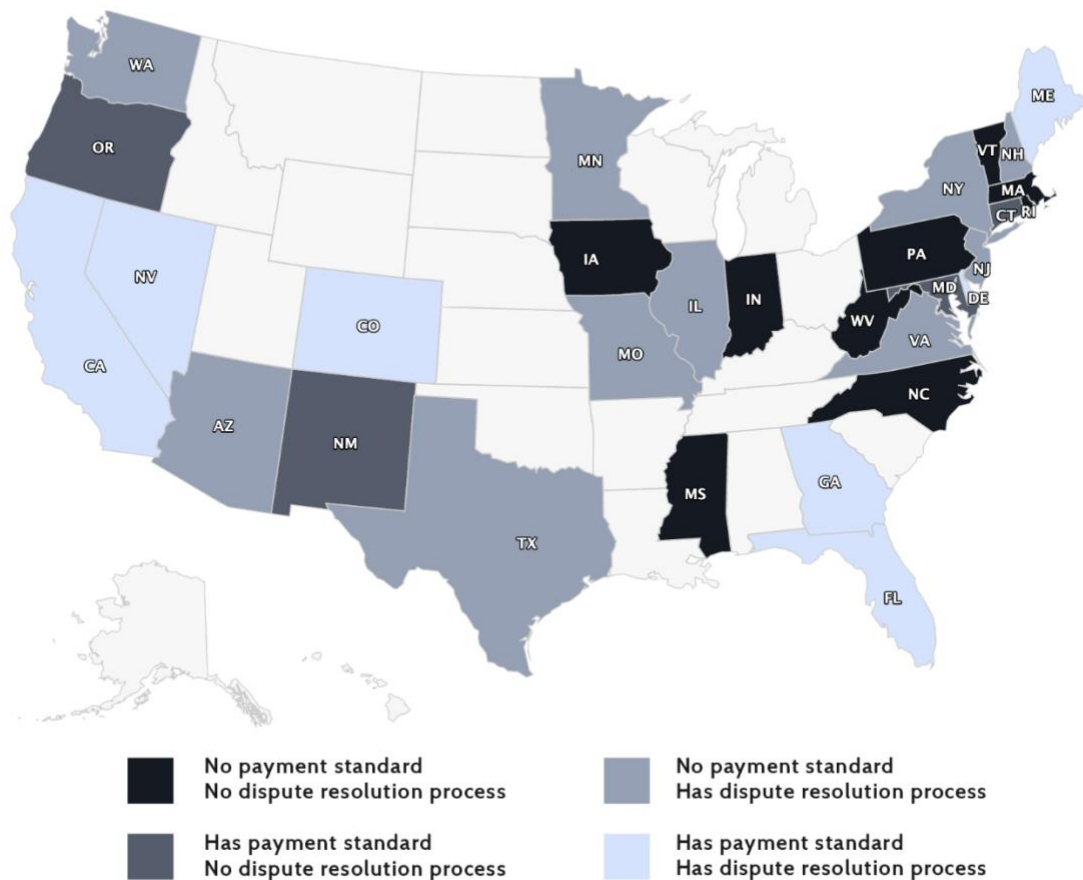 WA
ME
OR
MN
VT
NH
NY
MA
CT
RI
NV
IA
PA
NJ
CO
IL
IN
MD
DE
WV
CA
MO
VA
NC
AZ
NM
GA
MS
TX
FL
No payment standard
No dispute resolution process
No payment standard
Has dispute resolution process
Has payment standard
No dispute resolution process
Has payment standard
Has dispute resolution process